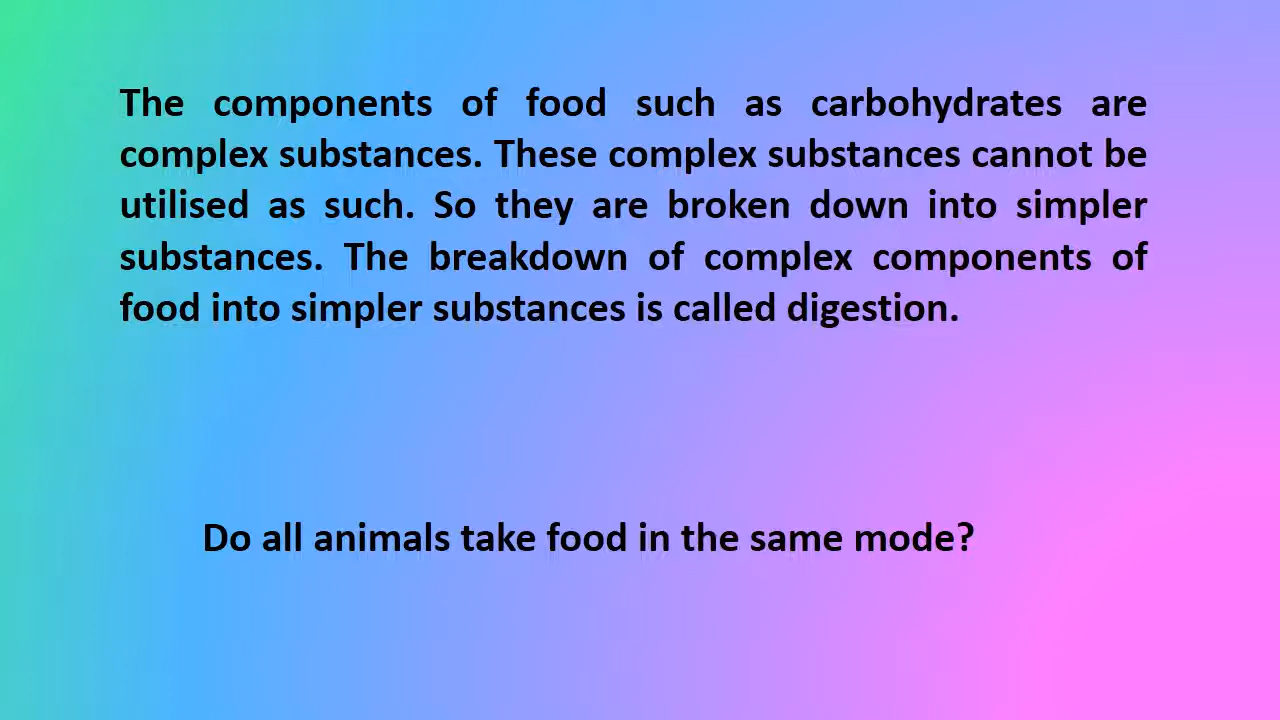 The components of food such as carbohydrates are
complex substances. These complex substances cannot be
utilised as such. So they are broken down into simpler
substances. The breakdown of complex components of
food into simpler substances is called digestion.
Do all animals take food in the same mode?